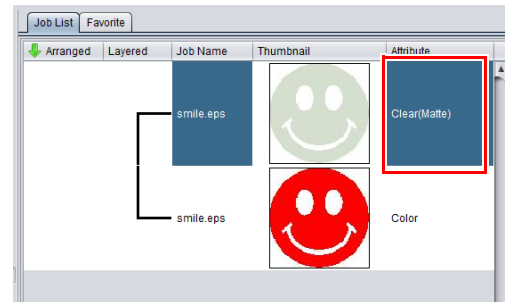 Job List Favorite
Arranged Layered Job Name Thumbnail Attribute
smile.eps Clear(Matte)
smile.eps Color